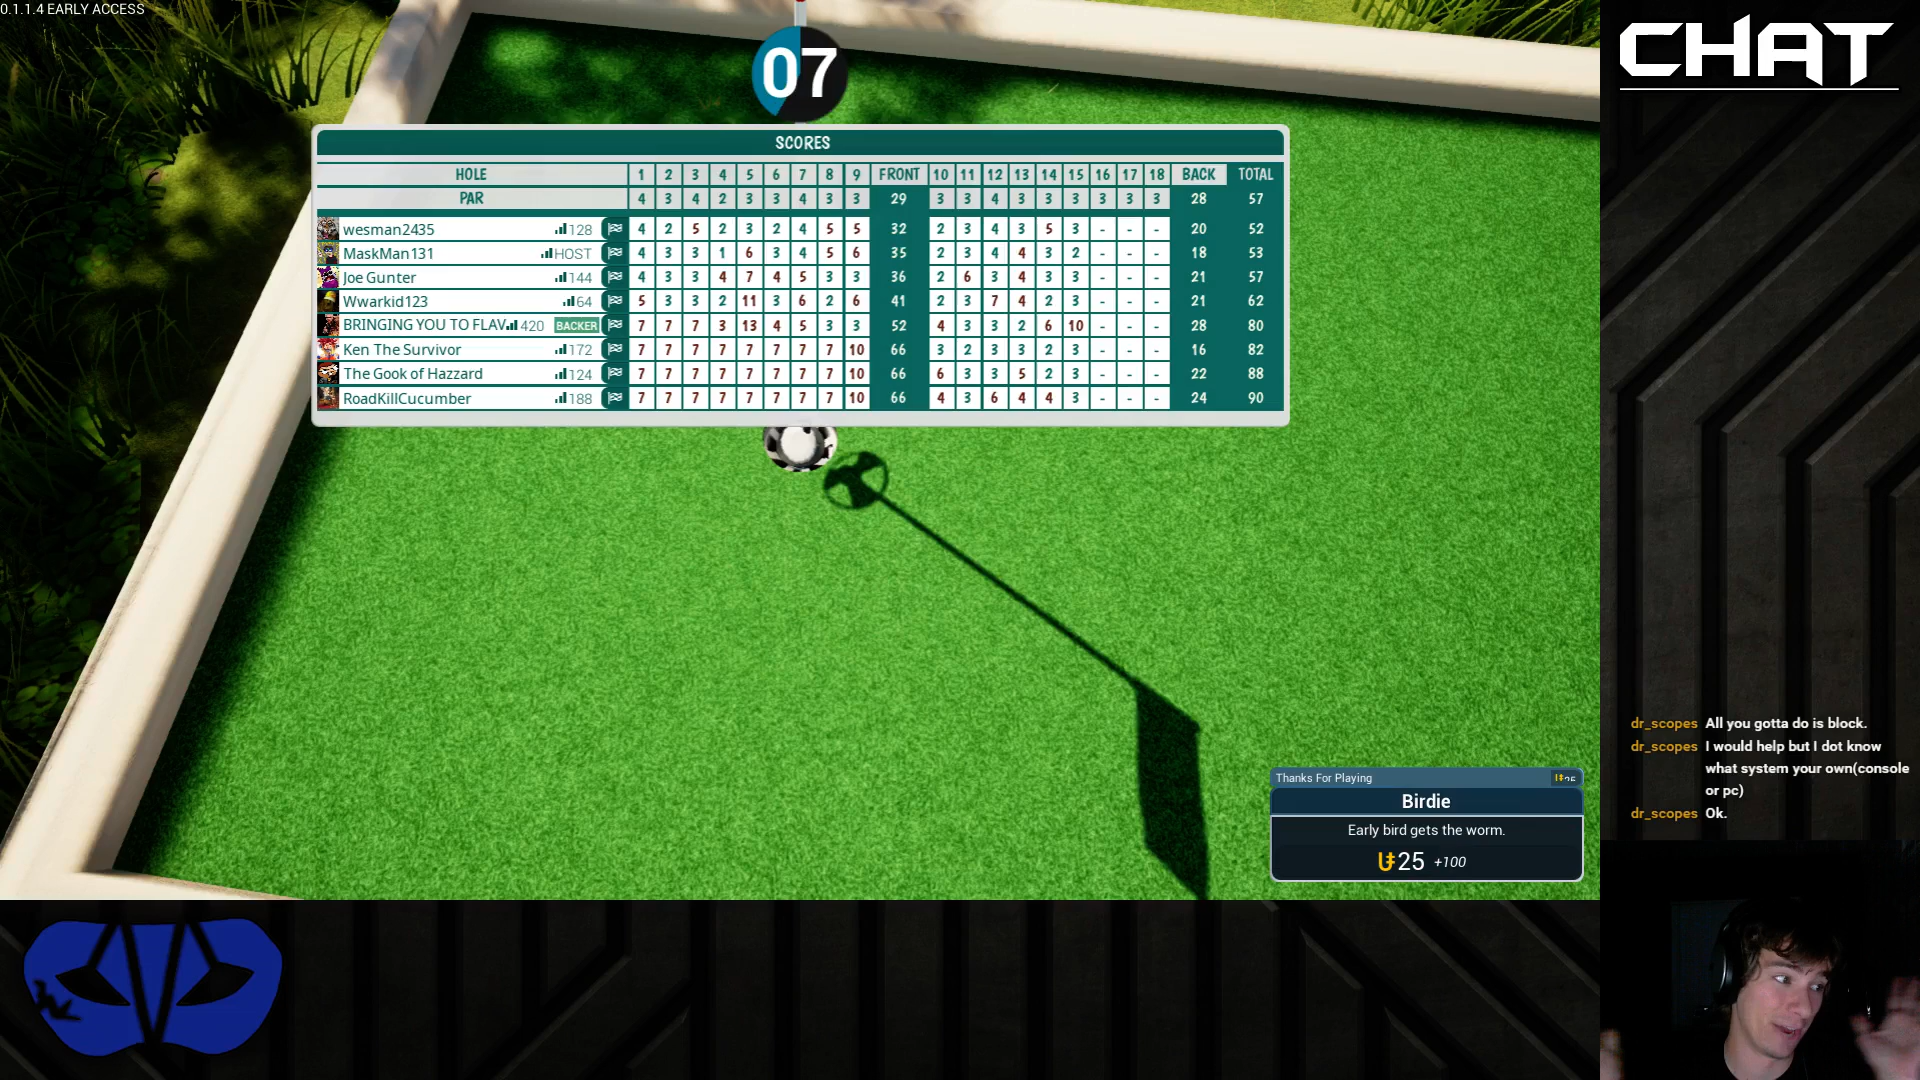 0.1.1.4 EARLY ACCESS
CHAT
07
SCORES
HOLE 1 2 3 4 5 6 7 8 9 FRONT 10 11 12 13 14 15 16 17 18 BACK TOTAL
PAR 4 3 4 2 3 3 4 3 3 29 3 3 4 3 3 3 3 3 3 28 57
wesman2435 128 4 2 5 2 3 2 4 5 5 32 2 3 4 3 5 3 - - - 20 52
MaskMan131 HOST 4 3 3 1 6 3 4 5 6 35 2 3 4 4 3 2 - - - 18 53
Joe Gunter 144 4 3 3 4 7 4 5 3 3 36 2 6 3 4 3 3 - - - 21 57
Wwarkid123 64 5 3 3 2 11 3 6 2 6 41 2 3 7 4 2 3 - - - 21 62
BRINGING YOU TO FLAV 420 BACKER 7 7 7 3 13 4 5 3 3 52 4 3 3 2 6 10 - - - 28 80
Ken The Survivor 172 7 7 7 7 7 7 7 7 10 66 3 2 3 3 2 3 - - - 16 82
The Gook of Hazzard 124 7 7 7 7 7 7 7 7 10 66 6 3 3 5 2 3 - - - 22 88
RoadKillCucumber 188 7 7 7 7 7 7 7 7 10 66 4 3 6 4 4 3 - - - 24 90
dr_scopes All you gotta do is block.
dr_scopes I would help but I dot know
what system your own(console
or pc)
dr_scopes Ok.
Thanks For Playing
Birdie
Early bird gets the worm.
25 +100